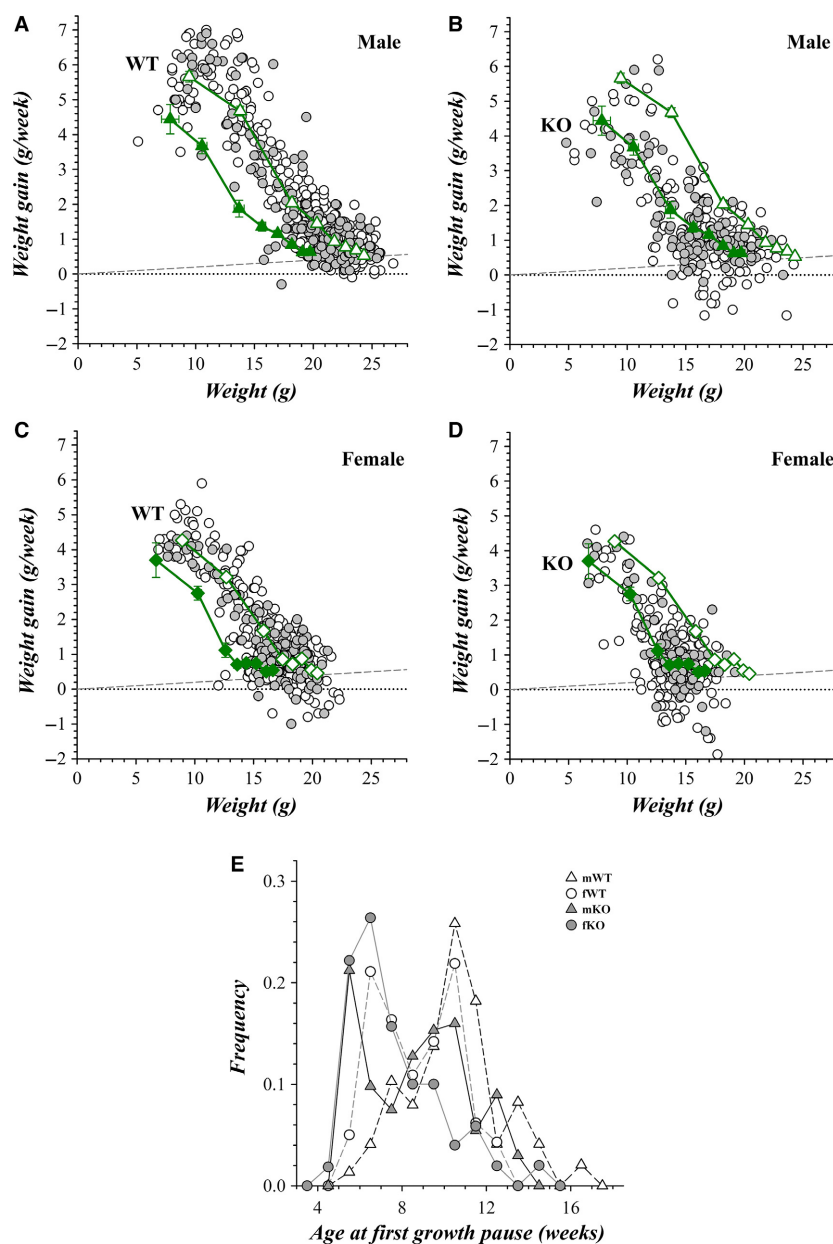 A
Male
WT
7
6
5
4
3
2
1
0
−1
−2
0 5 10 15 20 25
Weight gain (g/week)
Weight (g)
B
Male
KO
7
6
5
4
3
2
1
0
−1
−2
0 5 10 15 20 25
Weight gain (g/week)
Weight (g)
C
Female
WT
7
6
5
4
3
2
1
0
−1
−2
0 5 10 15 20 25
Weight gain (g/week)
Weight (g)
D
Female
KO
7
6
5
4
3
2
1
0
−1
−2
0 5 10 15 20 25
Weight gain (g/week)
Weight (g)
E
mWT
fWT
mKO
fKO
0.3
0.2
0.1
0.0
4 8 12 16
Frequency
Age at first growth pause (weeks)